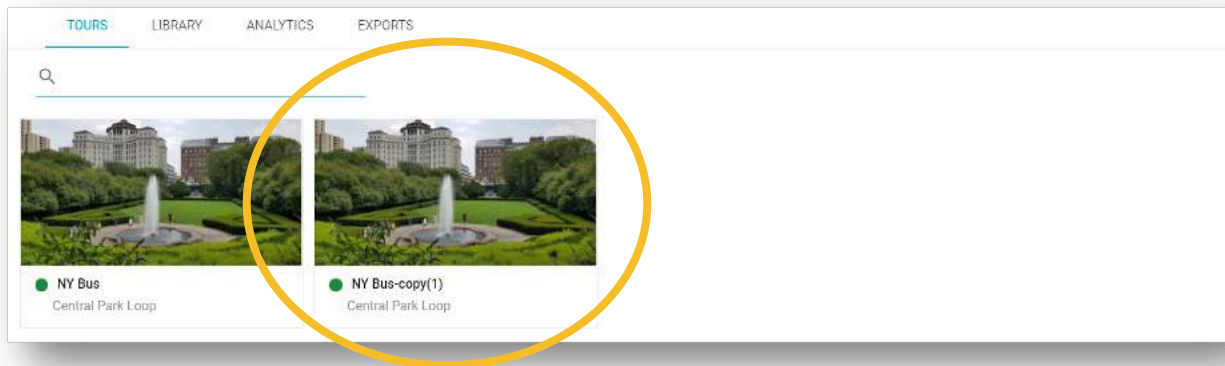 TOURS LIBRARY ANALYTICS EXPORTS
NY Bus
Central Park Loop
NY Bus-copy(1)
Central Park Loop